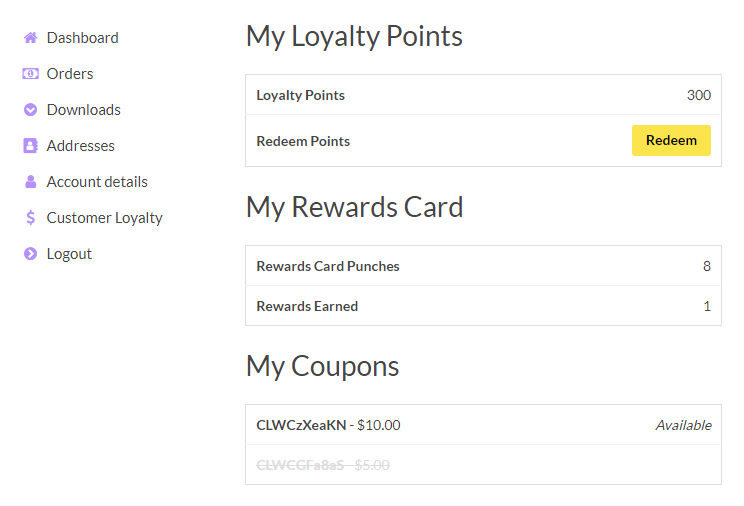 Dashboard
Orders
Downloads
Addresses
Account details
Customer Loyalty
Logout
My Loyalty Points
Loyalty Points 300
Redeem Points Redeem
My Rewards Card
Rewards Card Punches 8
Rewards Earned 1
My Coupons
CLWCzXeaKN - $10.00 Available
CLWCGFa8aS - $5.00